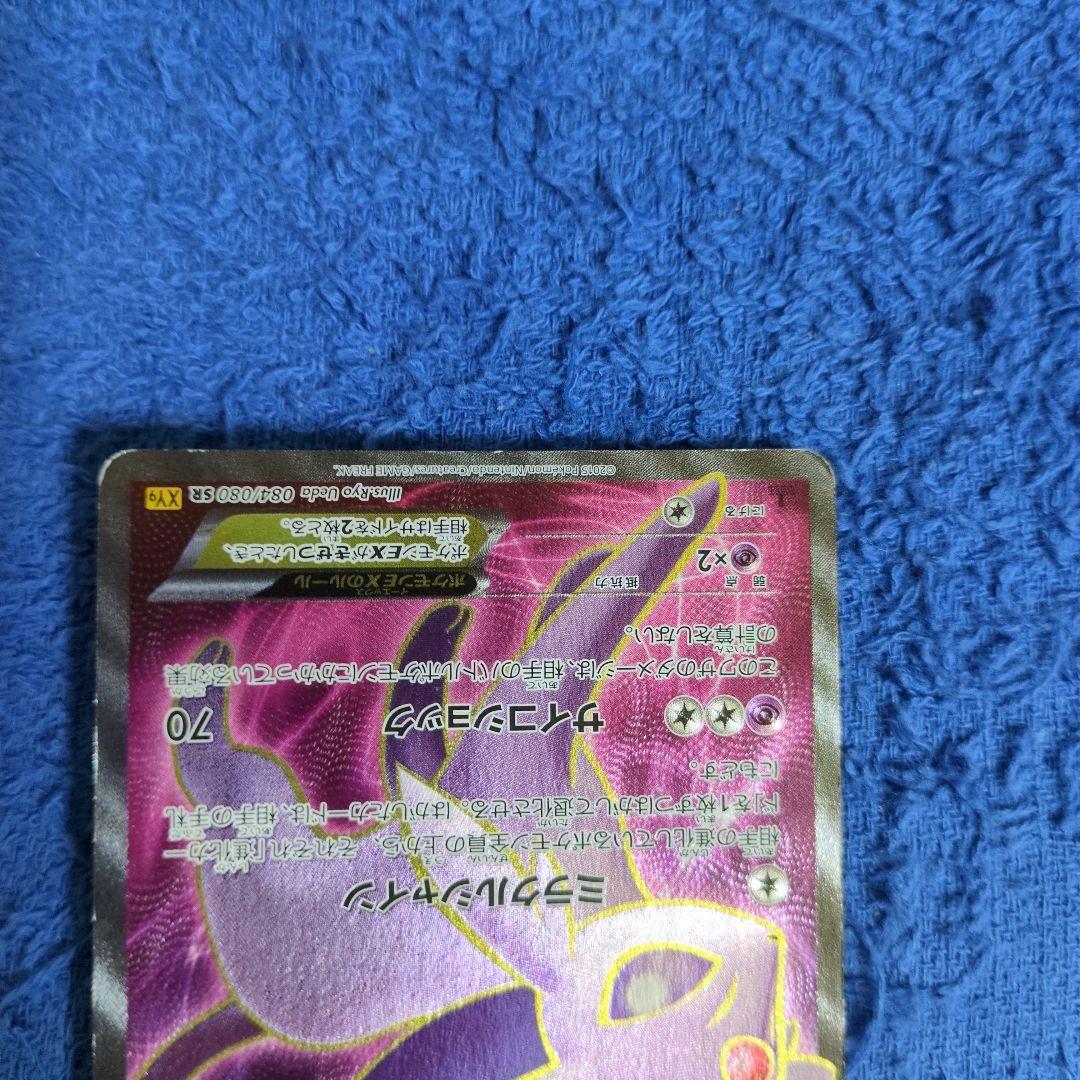 ミラクルシャイン
相手の進化しているポケモン全員の上から、それぞれ「進化カー
ド」を1枚ずつはがして退化させる。はがしたカードは、相手の手札
にもどす。
サイコショック 70
このワザのダメージは、相手のバトルポケモンにかかっている効果
の計算をしない。
弱点 ×2 抵抗力
にげる
ポケモンEXのルール
ポケモンEXがきぜつしたとき、
相手はサイドを2枚とる。
Illus.Ryo Ueda 084/080 SR XY9
©2015 Pokémon/Nintendo/Creatures/GAME FREAK.